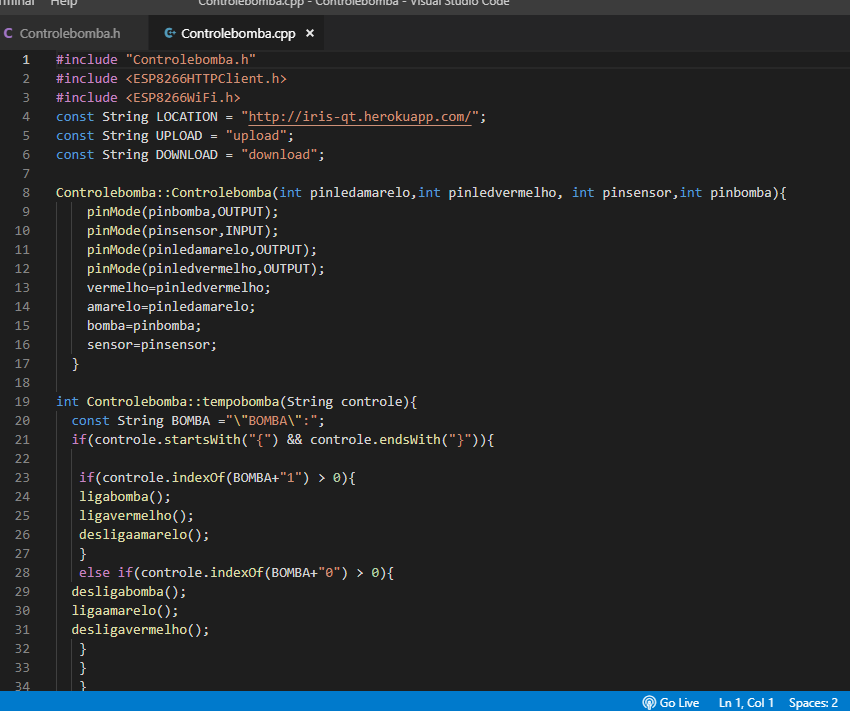 Help
Controlebomba.cpp - Controlebomba - Visual Studio Code
Controlebomba.h
Controlebomba.cpp ×
1 #include "Controlebomba.h"
2 #include <ESP8266HTTPClient.h>
3 #include <ESP8266WiFi.h>
4 const String LOCATION = "http://iris-qt.herokuapp.com/";
5 const String UPLOAD = "upload";
6 const String DOWNLOAD = "download";
7
8 Controlebomba::Controlebomba(int pinledamarelo,int pinledvermelho, int pinsensor,int pinbomba){
9 pinMode(pinbomba,OUTPUT);
10 pinMode(pinsensor,INPUT);
11 pinMode(pinledamarelo,OUTPUT);
12 pinMode(pinledvermelho,OUTPUT);
13 vermelho=pinledvermelho;
14 amarelo=pinledamarelo;
15 bomba=pinbomba;
16 sensor=pinsensor;
17 }
18
19 int Controlebomba::tempobomba(String controle){
20 const String BOMBA ="\"BOMBA\":";
21 if(controle.startsWith("{") && controle.endsWith("}")){
22
23 if(controle.indexOf(BOMBA+"1") > 0){
24 ligabomba();
25 ligavermelho();
26 desligaamarelo();
27 }
28 else if(controle.indexOf(BOMBA+"0") > 0){
29 desligabomba();
30 ligaamarelo();
31 desligavermelho();
32 }
33 }
34 }
Go Live Ln 1, Col 1 Spaces: 2